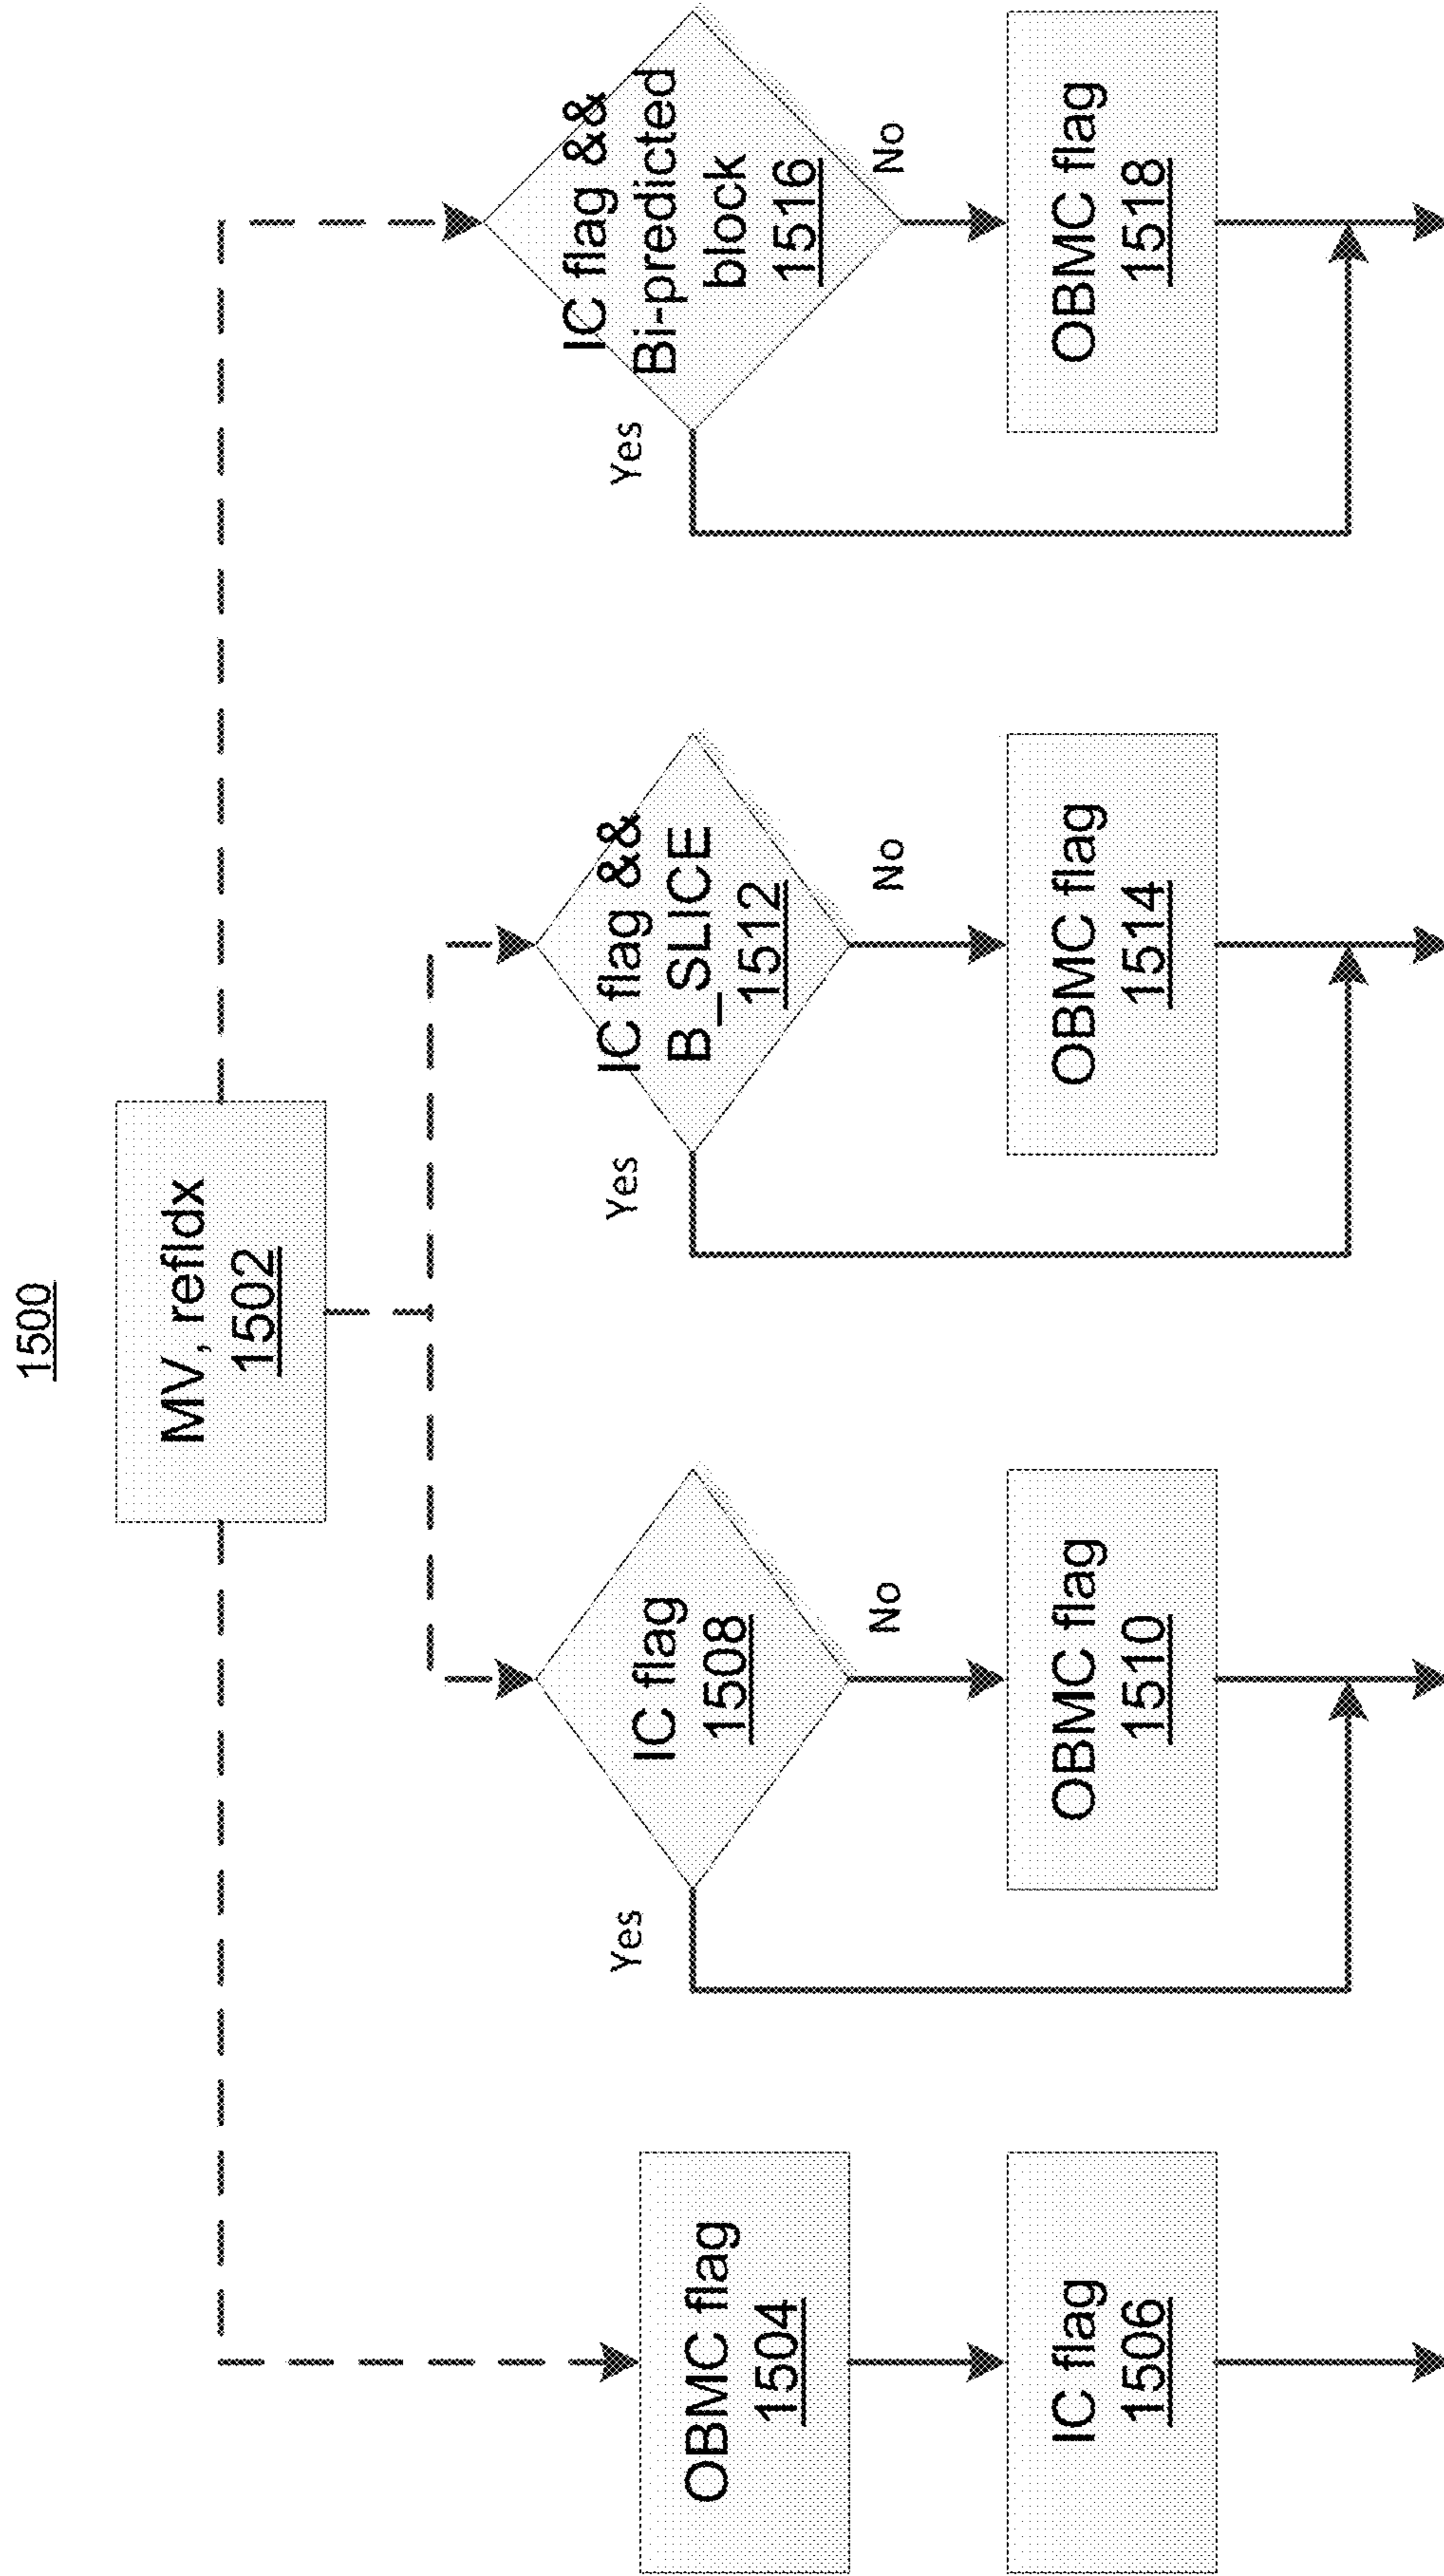 1500
MV, refIdx
1502
OBMC flag
1504
IC flag
1506
IC flag
1508
Yes
No
OBMC flag
1510
IC flag &&
B_SLICE
1512
Yes
No
OBMC flag
1514
IC flag &&
Bi-predicted
block
1516
Yes
No
OBMC flag
1518